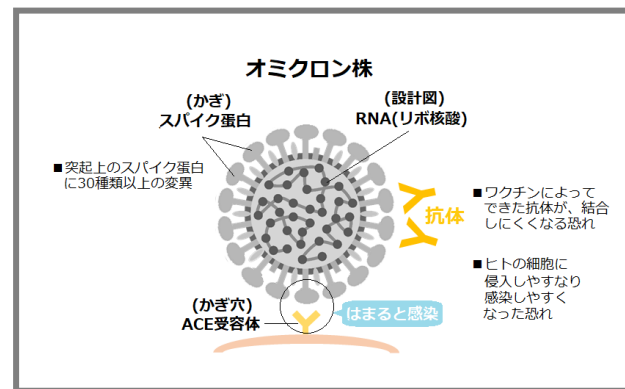 オミクロン株
(かぎ)
スパイク蛋白
(設計図)
RNA(リボ核酸)
■突起上のスパイク蛋白
に30種類以上の変異
抗体
■ワクチンによって
できた抗体が、結合
しにくくなる恐れ
■ヒトの細胞に
侵入しやすなり
感染しやすく
なった恐れ
(かぎ穴)
ACE受容体
はまると感染